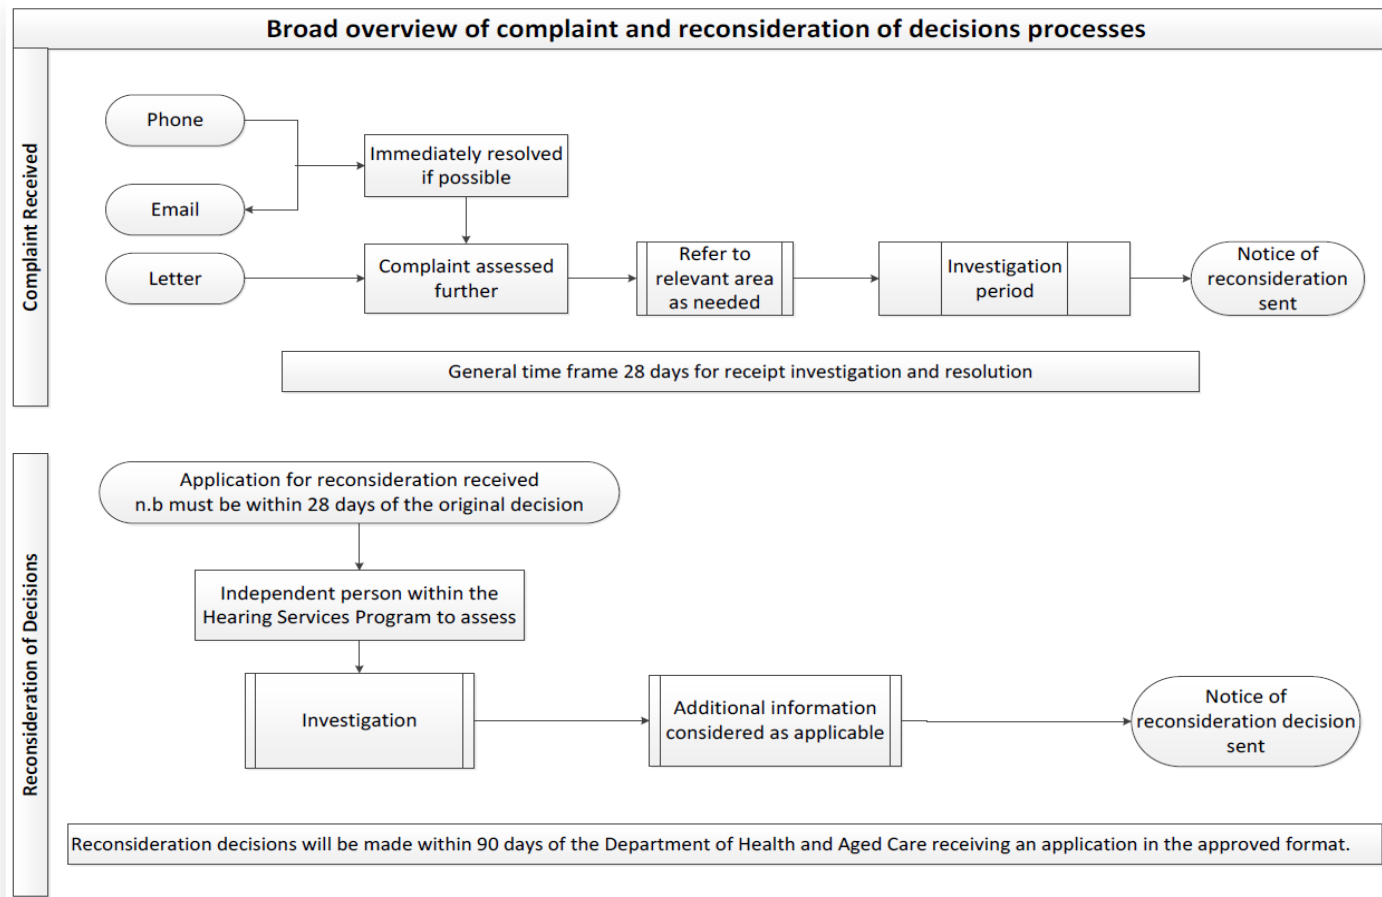 Broad overview of complaint and reconsideration of decisions processes
Complaint Received
Phone
Email
Letter
Immediately resolved
if possible
Complaint assessed
further
Refer to
relevant area
as needed
Investigation
period
Notice of
reconsideration
sent
General time frame 28 days for receipt investigation and resolution
Reconsideration of Decisions
Application for reconsideration received
n.b must be within 28 days of the original decision
Independent person within the
Hearing Services Program to assess
Investigation
Additional information
considered as applicable
Notice of
reconsideration decision
sent
Reconsideration decisions will be made within 90 days of the Department of Health and Aged Care receiving an application in the approved format.